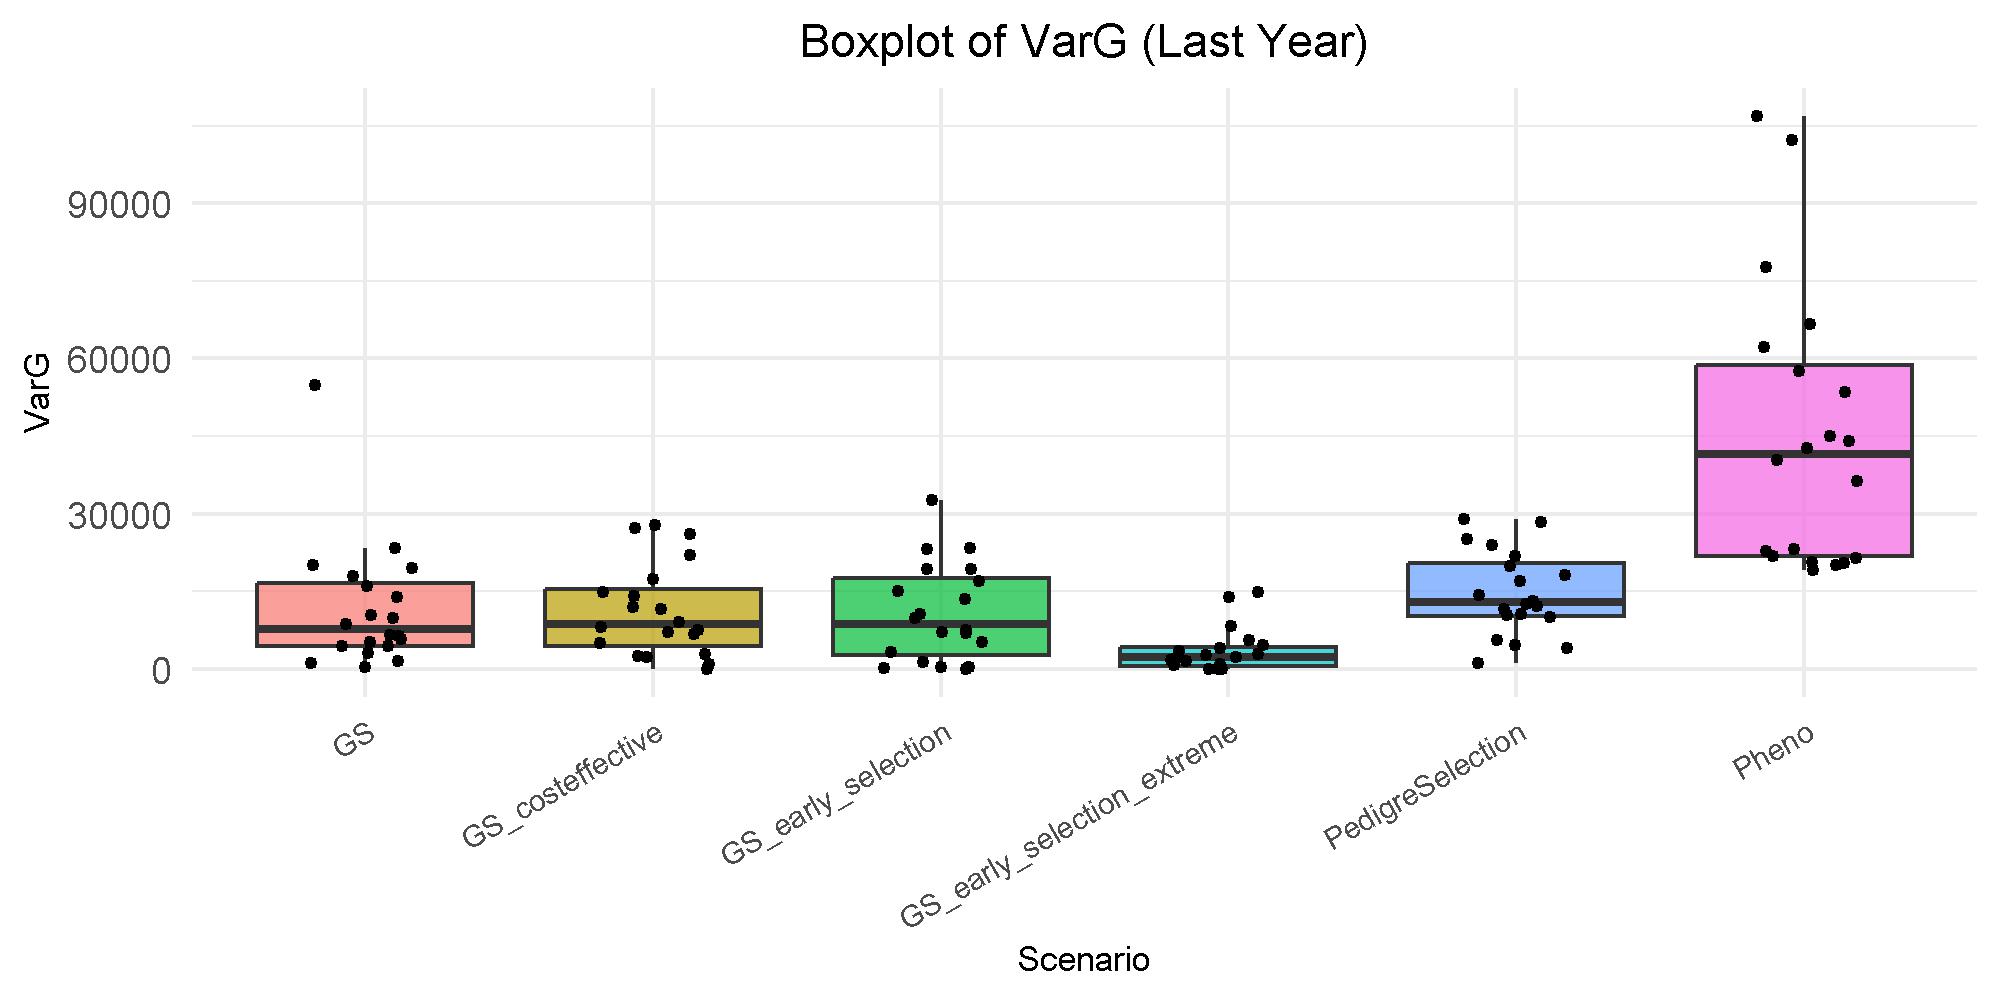 Boxplot of VarG (Last Year)
VarG
90000
60000
30000
0
GS
GS_costeffective
GS_early_selection
GS_early_selection_extreme
PedigreSelection
Pheno
Scenario